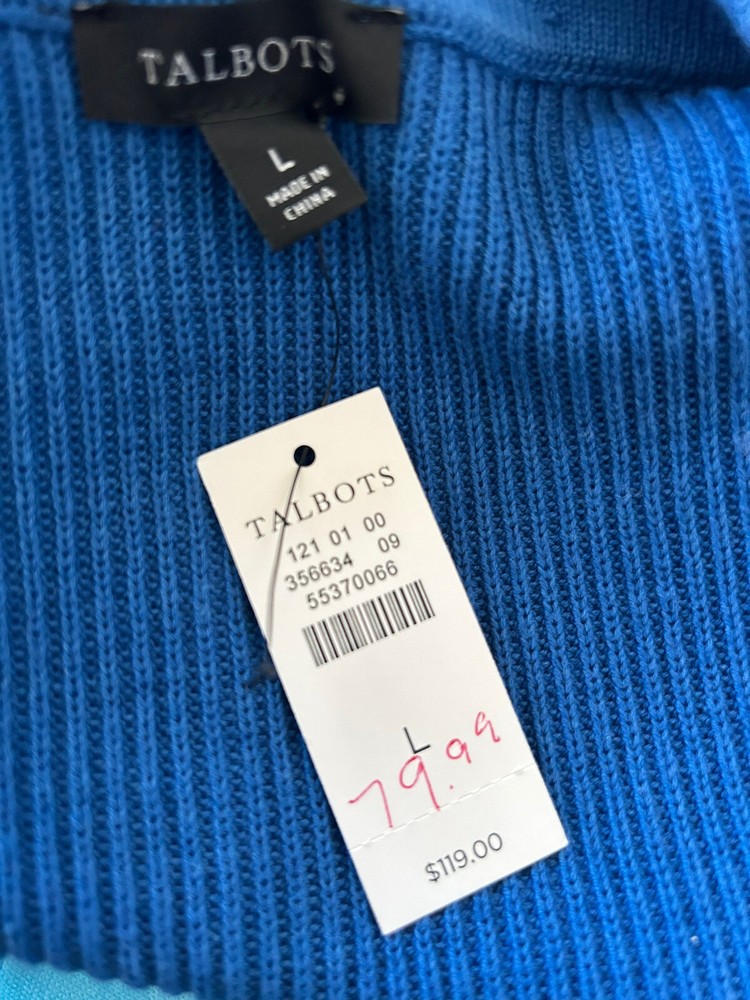 TALBOTS
L
MADE IN
CHINA
TALBOTS
121 01 00
356634 09
55370066
L
79.99
$119.00